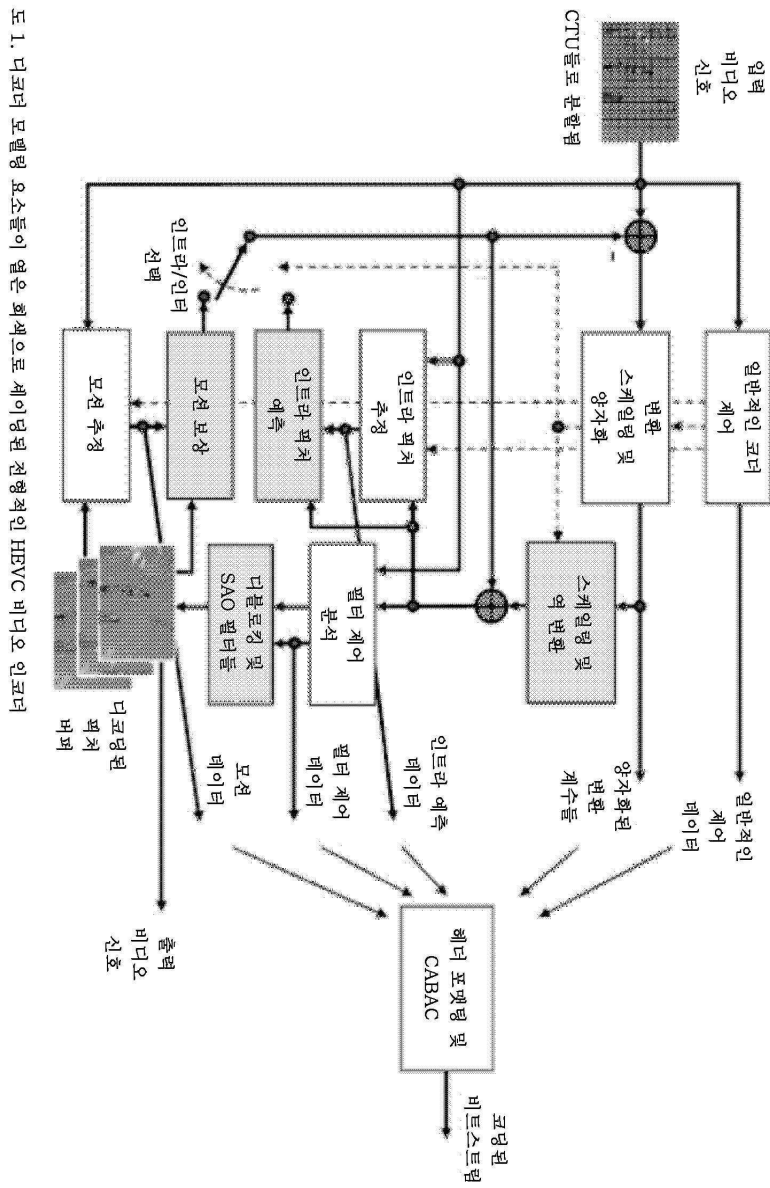 입력
비디오
신호
CTU들로 분할됨
일반적인 코더
제어
일반적인
제어
데이터
변환
스케일링 및
양자화
양자화된
변환
계수들
스케일링 및
역 변환
인트라 픽처
추정
인트라 픽처
예측
인트라 예측
데이터
필터 제어
분석
필터 제어
데이터
디블로킹 및
SAO 필터들
인트라/인터
선택
모션 보상
모션 추정
모션
데이터
디코딩된
픽처
버퍼
출력
비디오
신호
헤더 포맷팅 및
CABAC
코딩된
비트스트림
도 1. 디코더 모델링 요소들이 옅은 회색으로 셰이딩된 전형적인 HEVC 비디오 인코더